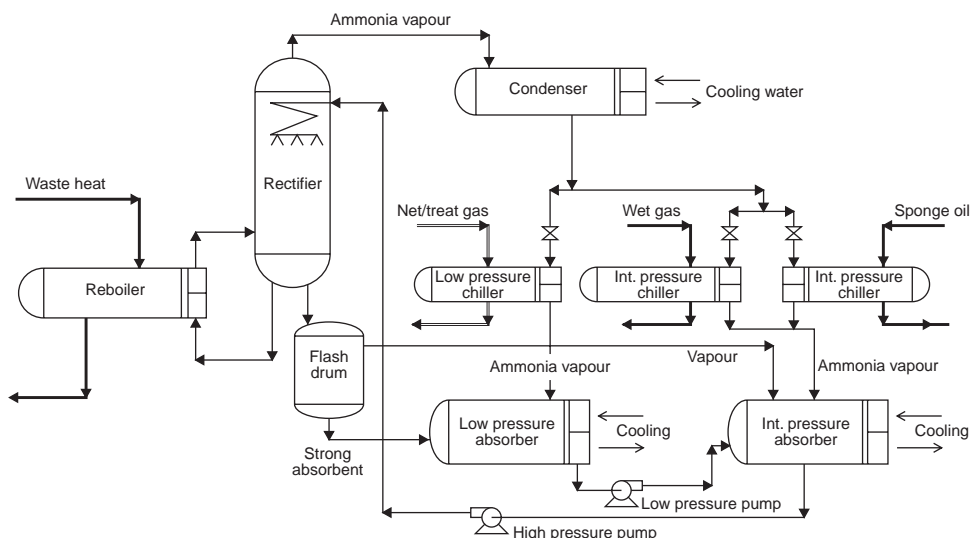 Ammonia vapour
Condenser
Cooling water
Waste heat
Rectifier
Net/treat gas
Wet gas
Sponge oil
Reboiler
Low pressure
chiller
Int. pressure
chiller
Int. pressure
chiller
Flash
drum
Vapour
Ammonia vapour
Ammonia vapour
Low pressure
absorber
Cooling
Int. pressure
absorber
Cooling
Strong
absorbent
Low pressure pump
High pressure pump